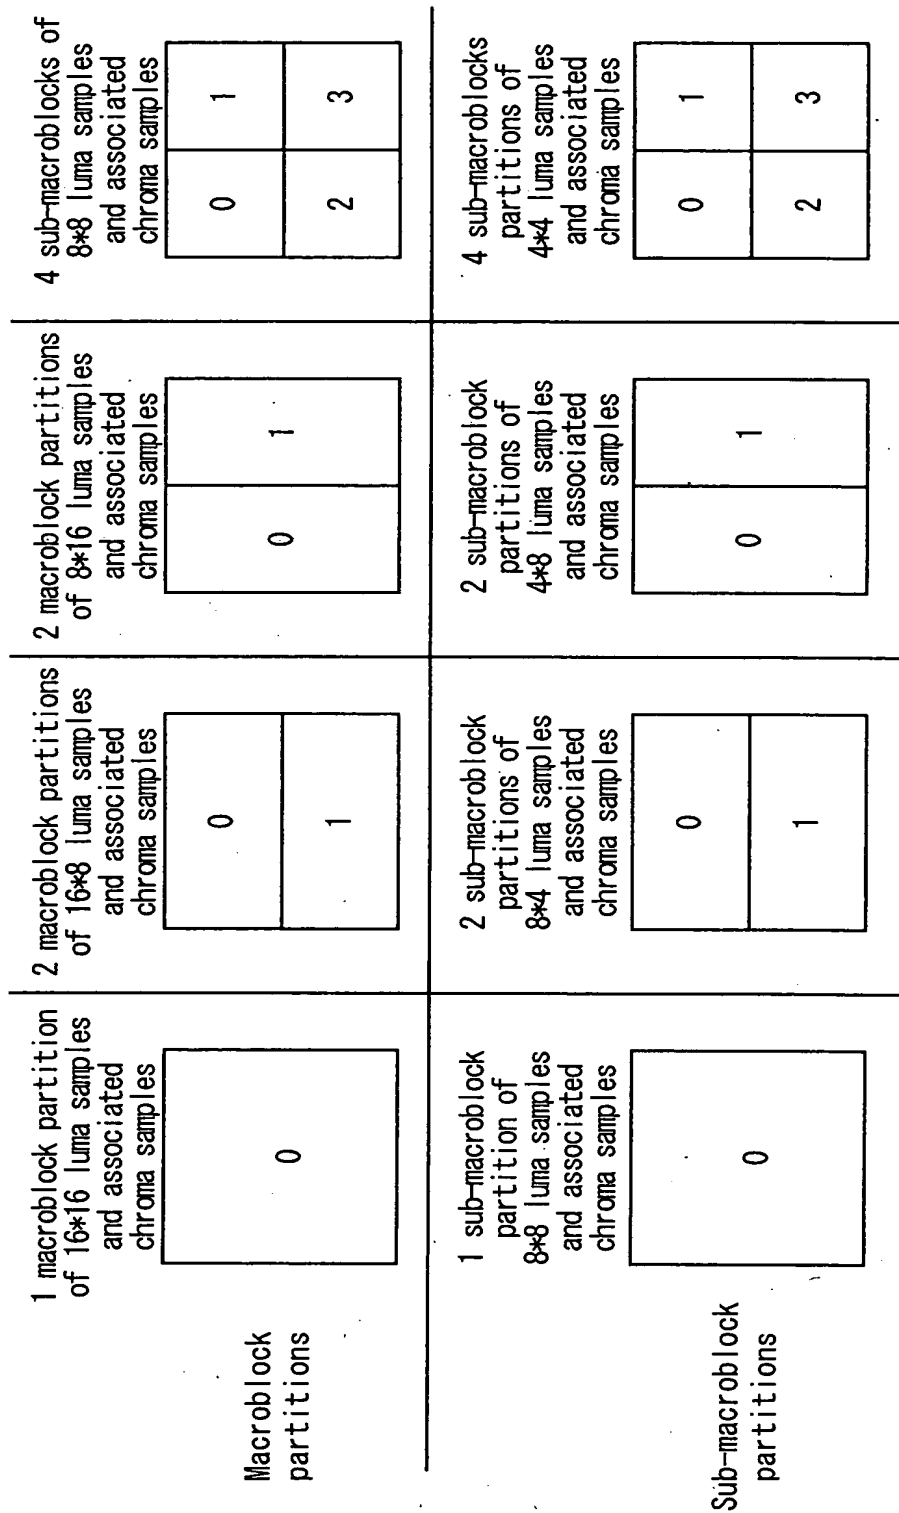 Macroblock
partitions
1 macroblock partition
of 16*16 luma samples
and associated
chroma samples
0
2 macroblock partitions
of 16*8 luma samples
and associated
chroma samples
0
1
2 macroblock partitions
of 8*16 luma samples
and associated
chroma samples
0
1
4 sub-macroblocks of
8*8 luma samples
and associated
chroma samples
0
1
2
3
Sub-macroblock
partitions
1 sub-macroblock
partition of
8*8 luma samples
and associated
chroma samples
0
2 sub-macroblock
partitions of
8*4 luma samples
and associated
chroma samples
0
1
2 sub-macroblock
partitions of
4*8 luma samples
and associated
chroma samples
0
1
4 sub-macroblocks
partitions of
4*4 luma samples
and associated
chroma samples
0
1
2
3